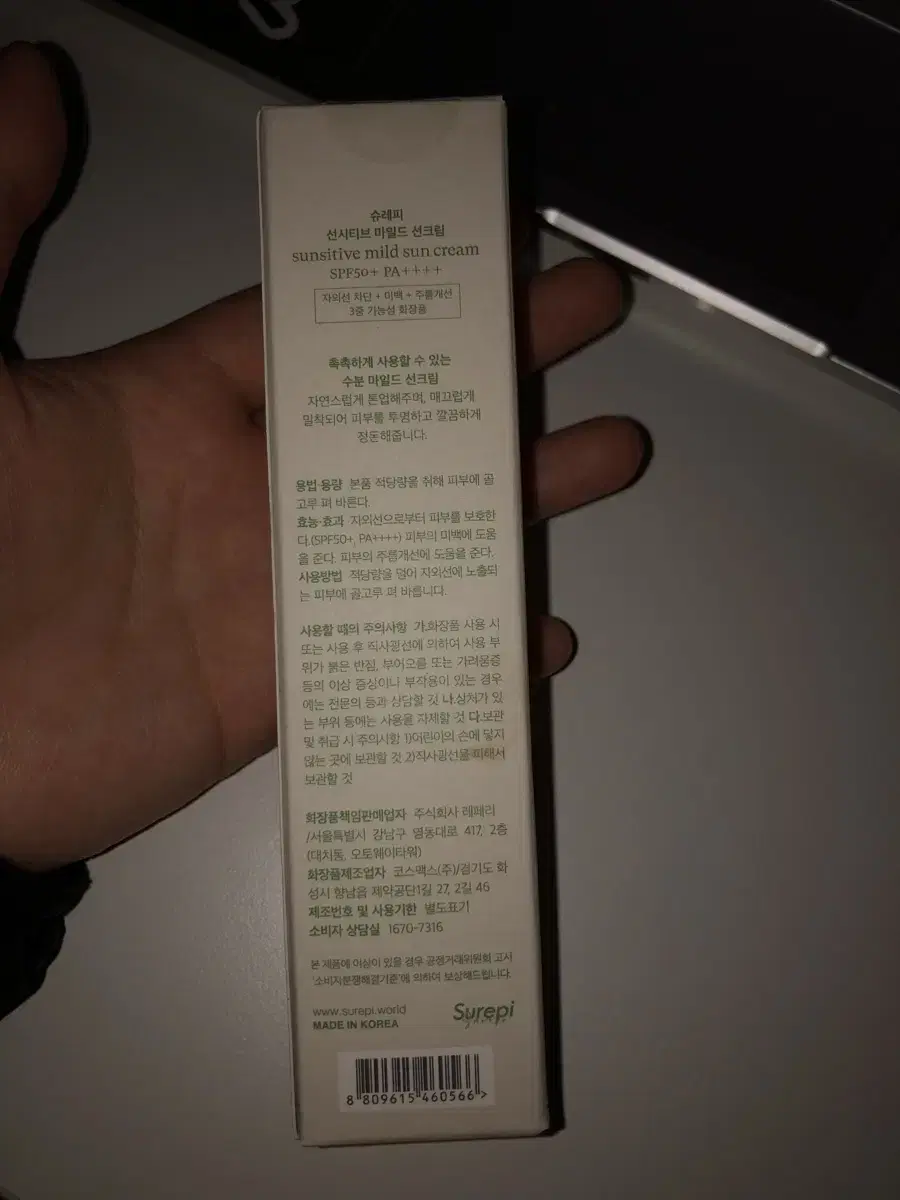 슈레피
선시티브 마일드 선크림
sunsitive mild sun cream
SPF50+ PA++++
자외선 차단 + 미백 + 주름개선
3중 기능성 화장품
촉촉하게 사용할 수 있는
수분 마일드 선크림
자연스럽게 톤업해주며, 매끄럽게
밀착되어 피부를 투명하고 깔끔하게
정돈해줍니다.
용법·용량 본품 적당량을 취해 피부에 골
고루 펴 바른다.
효능·효과 자외선으로부터 피부를 보호한
다.(SPF50+, PA++++) 피부의 미백에 도움
을 준다. 피부의 주름개선에 도움을 준다.
사용방법 적당량을 덜어 자외선에 노출되
는 피부에 골고루 펴 바릅니다.
사용할 때의 주의사항 가.화장품 사용 시
또는 사용 후 직사광선에 의하여 사용 부
위가 붉은 반점, 부어오름 또는 가려움증
등의 이상 증상이나 부작용이 있는 경우
에는 전문의 등과 상담할 것 나.상처가 있
는 부위 등에는 사용을 자제할 것 다.보관
및 취급 시 주의사항 1)어린이의 손에 닿지
않는 곳에 보관할 것 2)직사광선을 피해서
보관할 것
화장품책임판매업자 주식회사 레페리
/서울특별시 강남구 영동대로 417, 2층
(대치동, 오토웨이타워)
화장품제조업자 코스맥스(주)/경기도 화
성시 향남읍 제약공단1길 27, 2길 46
제조번호 및 사용기한 별도표기
소비자 상담실 1670-7316
본 제품에 이상이 있을 경우 공정거래위원회 고시
'소비자분쟁해결기준'에 의하여 보상해드립니다.
www.surepi.world
MADE IN KOREA
Surepi
8 809615 460566 >